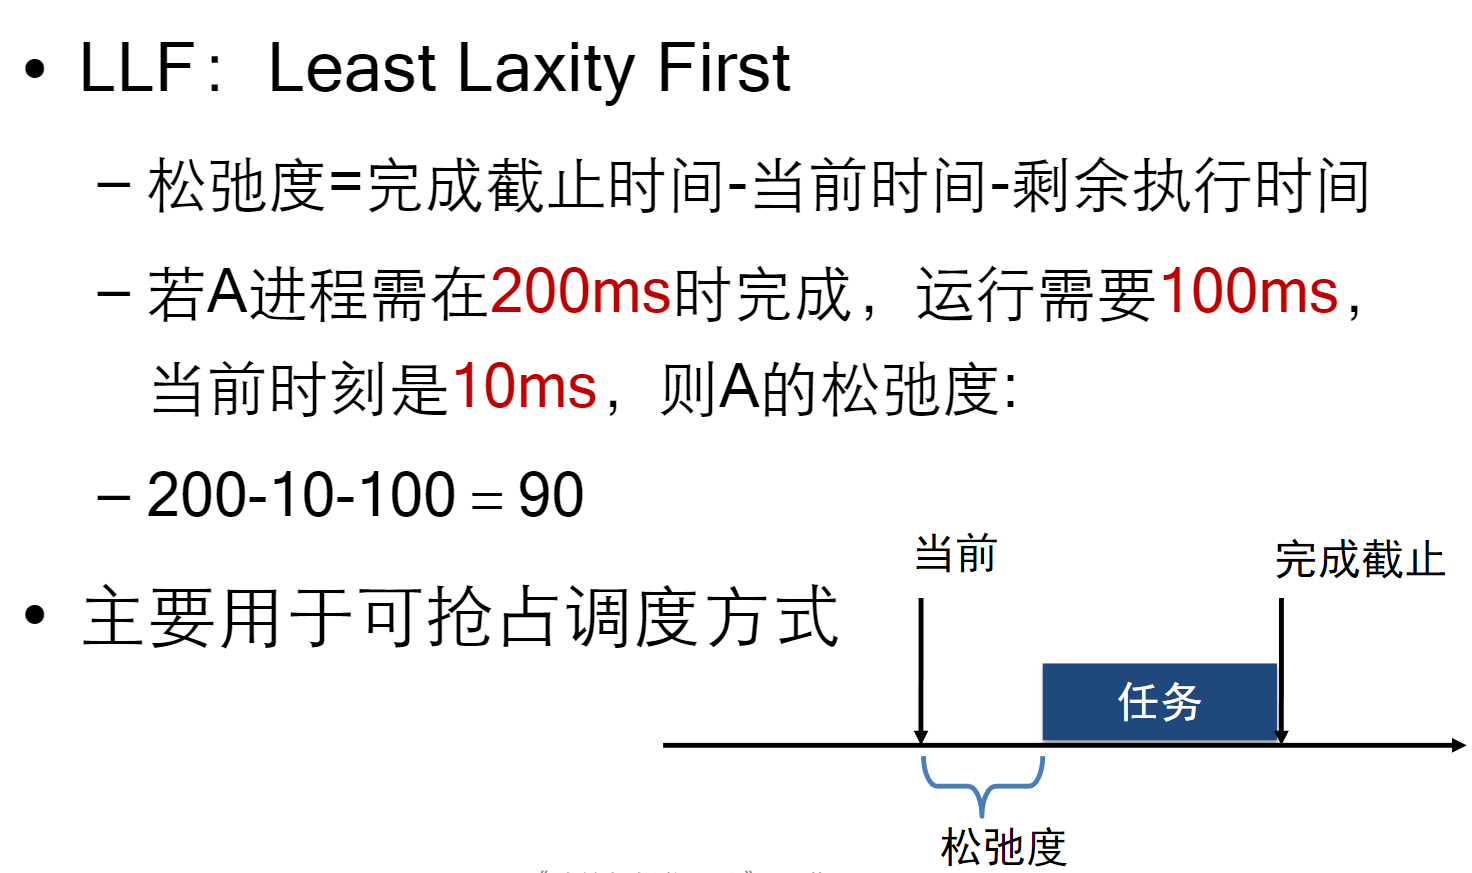 • LLF：Least Laxity First
– 松弛度=完成截止时间-当前时间-剩余执行时间
– 若A进程需在200ms时完成，运行需要100ms，
当前时刻是10ms，则A的松弛度:
– 200-10-100 = 90
• 主要用于可抢占调度方式
当前
完成截止
任务
松弛度